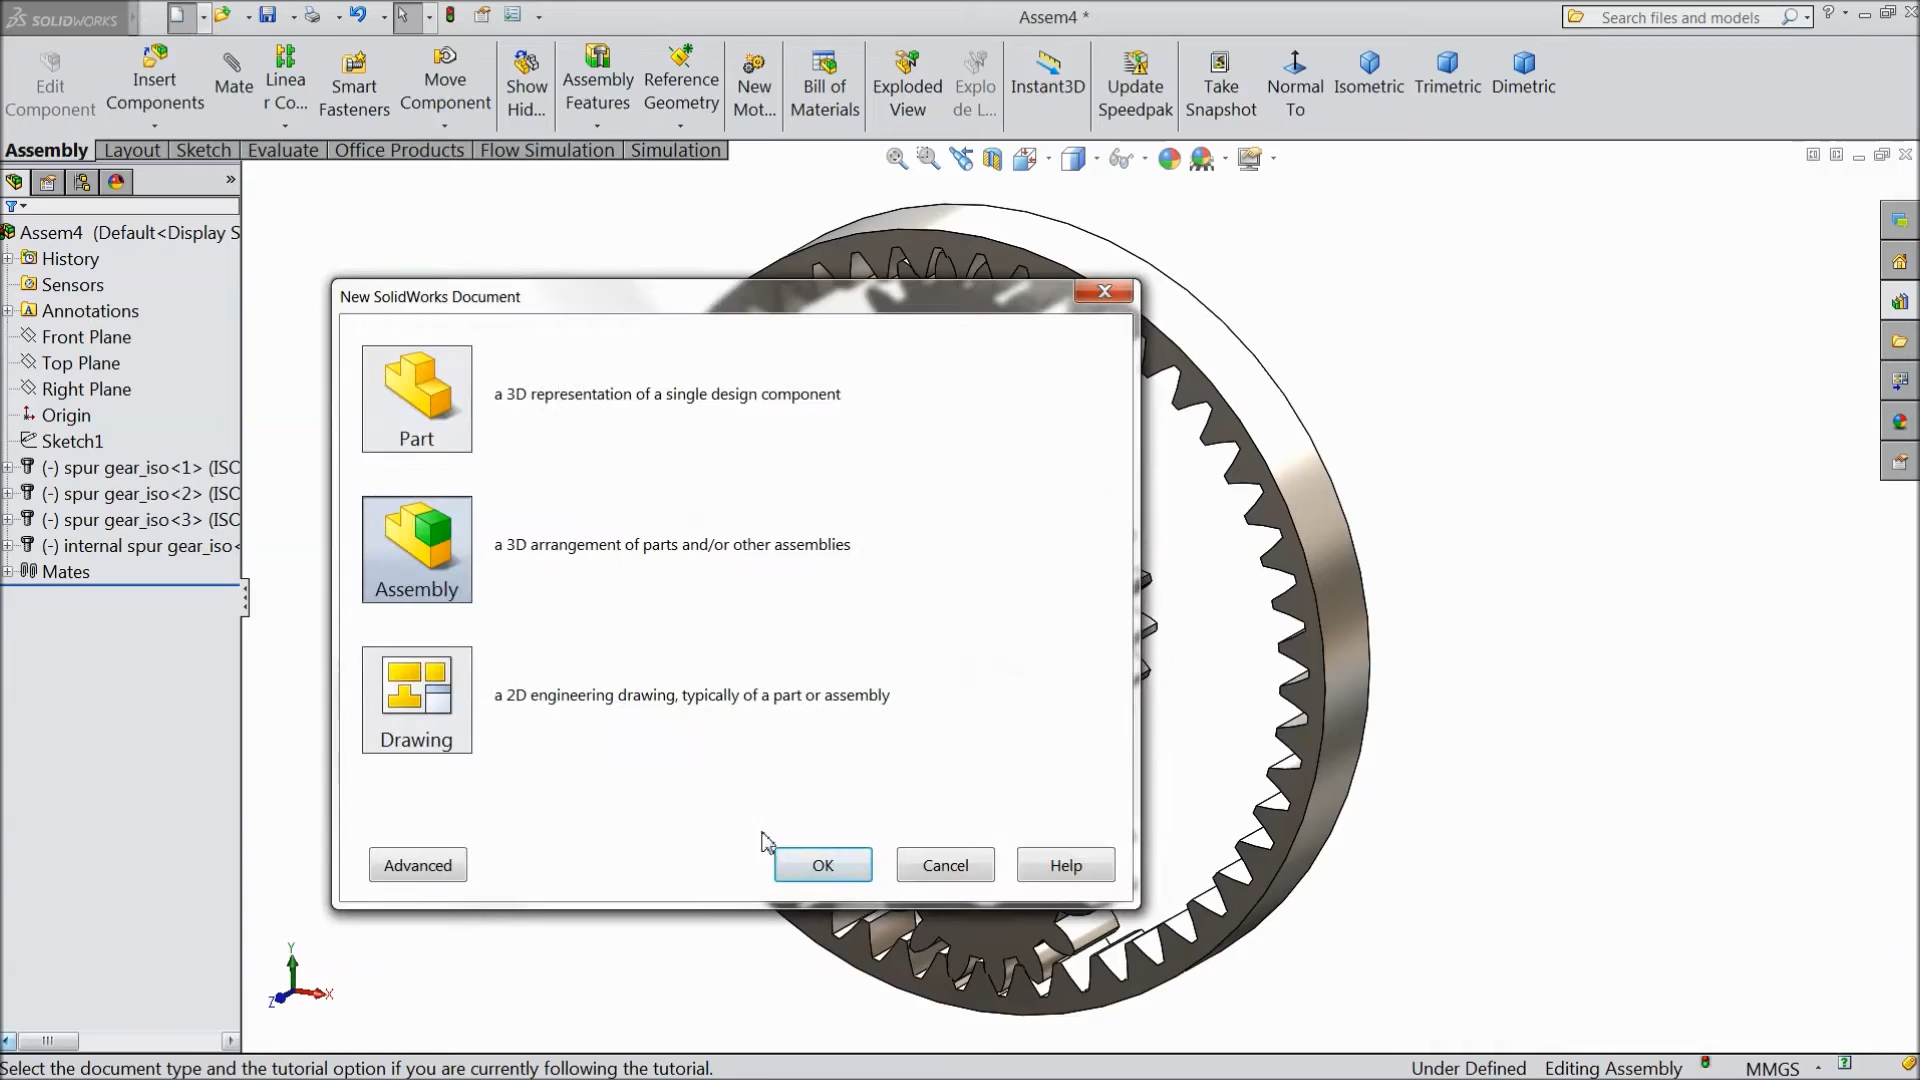 SOLIDWORKS
Assem4 *
Search files and models
Edit Component
Insert Components
Mate
Linea r Co...
Smart Fasteners
Move Component
Show Hid...
Assembly Features
Reference Geometry
New Mot...
Bill of Materials
Exploded View
Explo de L...
Instant3D
Update Speedpak
Take Snapshot
Normal To
Isometric
Trimetric
Dimetric
Assembly Layout Sketch Evaluate Office Products Flow Simulation Simulation
Assem4 (Default<Display S
History
Sensors
Annotations
Front Plane
Top Plane
Right Plane
Origin
Sketch1
(-) spur gear_iso<1> (ISO
(-) spur gear_iso<2> (ISO
(-) spur gear_iso<3> (ISO
(-) internal spur gear_iso<
Mates
New SolidWorks Document
Part
a 3D representation of a single design component
Assembly
a 3D arrangement of parts and/or other assemblies
Drawing
a 2D engineering drawing, typically of a part or assembly
Advanced
OK
Cancel
Help
Y
X
Z
Select the document type and the tutorial option if you are currently following the tutorial.
Under Defined
Editing Assembly
MMGS